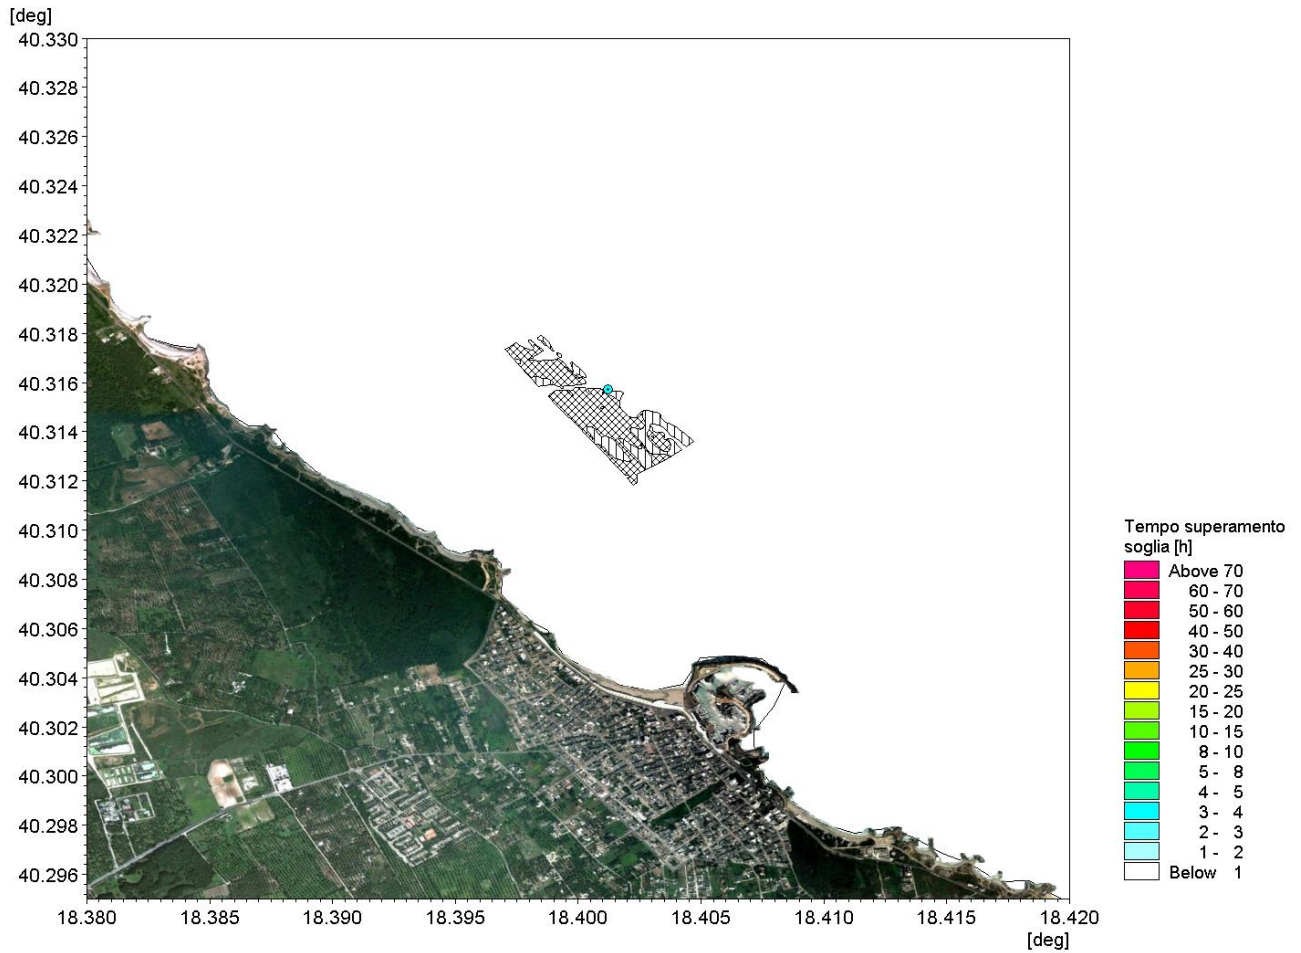 [deg]
40.330
40.328
40.326
40.324
40.322
40.320
40.318
40.316
40.314
40.312
40.310
40.308
40.306
40.304
40.302
40.300
40.298
40.296
18.380 18.385 18.390 18.395 18.400 18.405 18.410 18.415 18.420
[deg]
Tempo superamento
soglia [h]
Above 70
60 - 70
50 - 60
40 - 50
30 - 40
25 - 30
20 - 25
15 - 20
10 - 15
8 - 10
5 - 8
4 - 5
3 - 4
2 - 3
1 - 2
Below 1